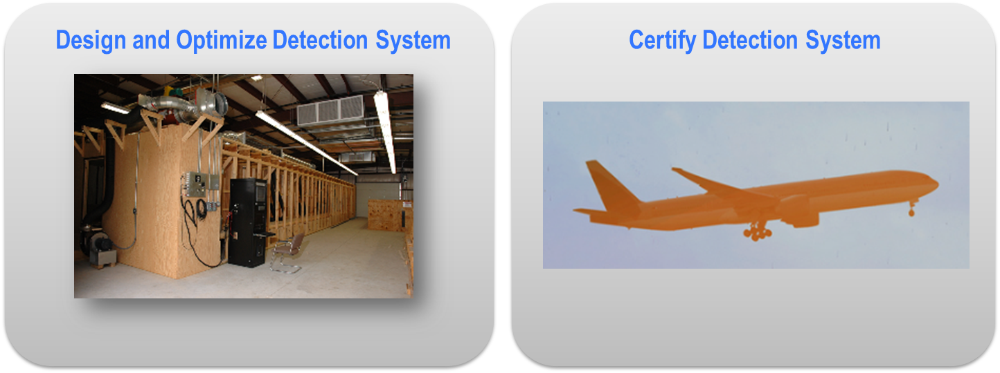 Design and Optimize Detection System
Certify Detection System